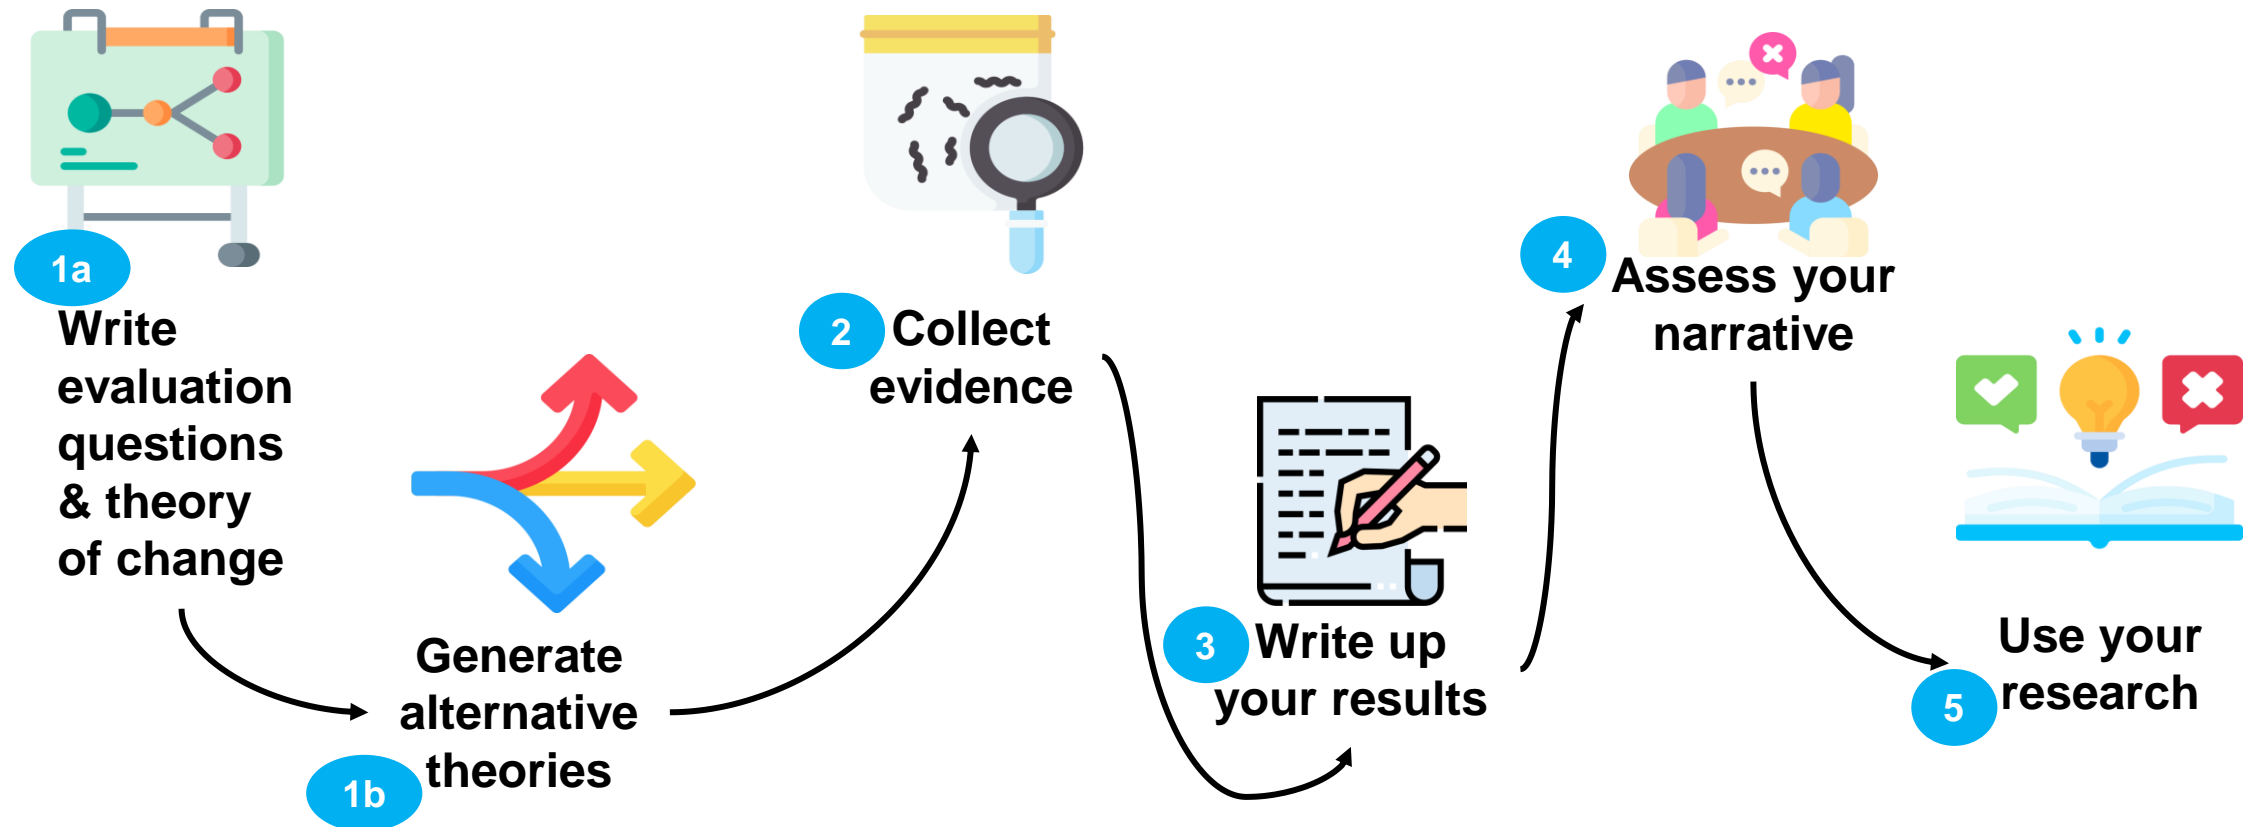 1a
Write
evaluation
questions
& theory
of change
1b
Generate
alternative
theories
2
Collect
evidence
3
Write up
your results
4
Assess your
narrative
5
Use your
research